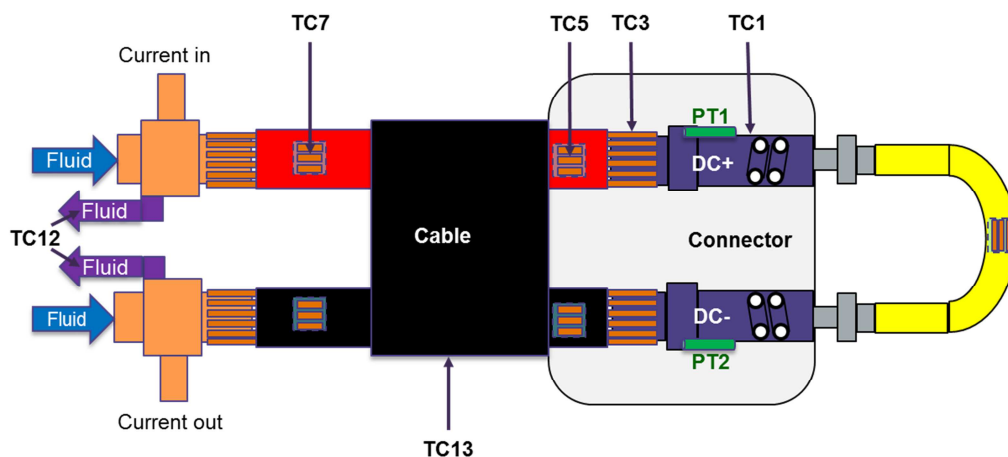 TC7
TC5
TC3
TC1
Current in
PT1
Fluid
DC+
Fluid
TC12
Cable
Connector
Fluid
Fluid
DC-
PT2
Current out
TC13